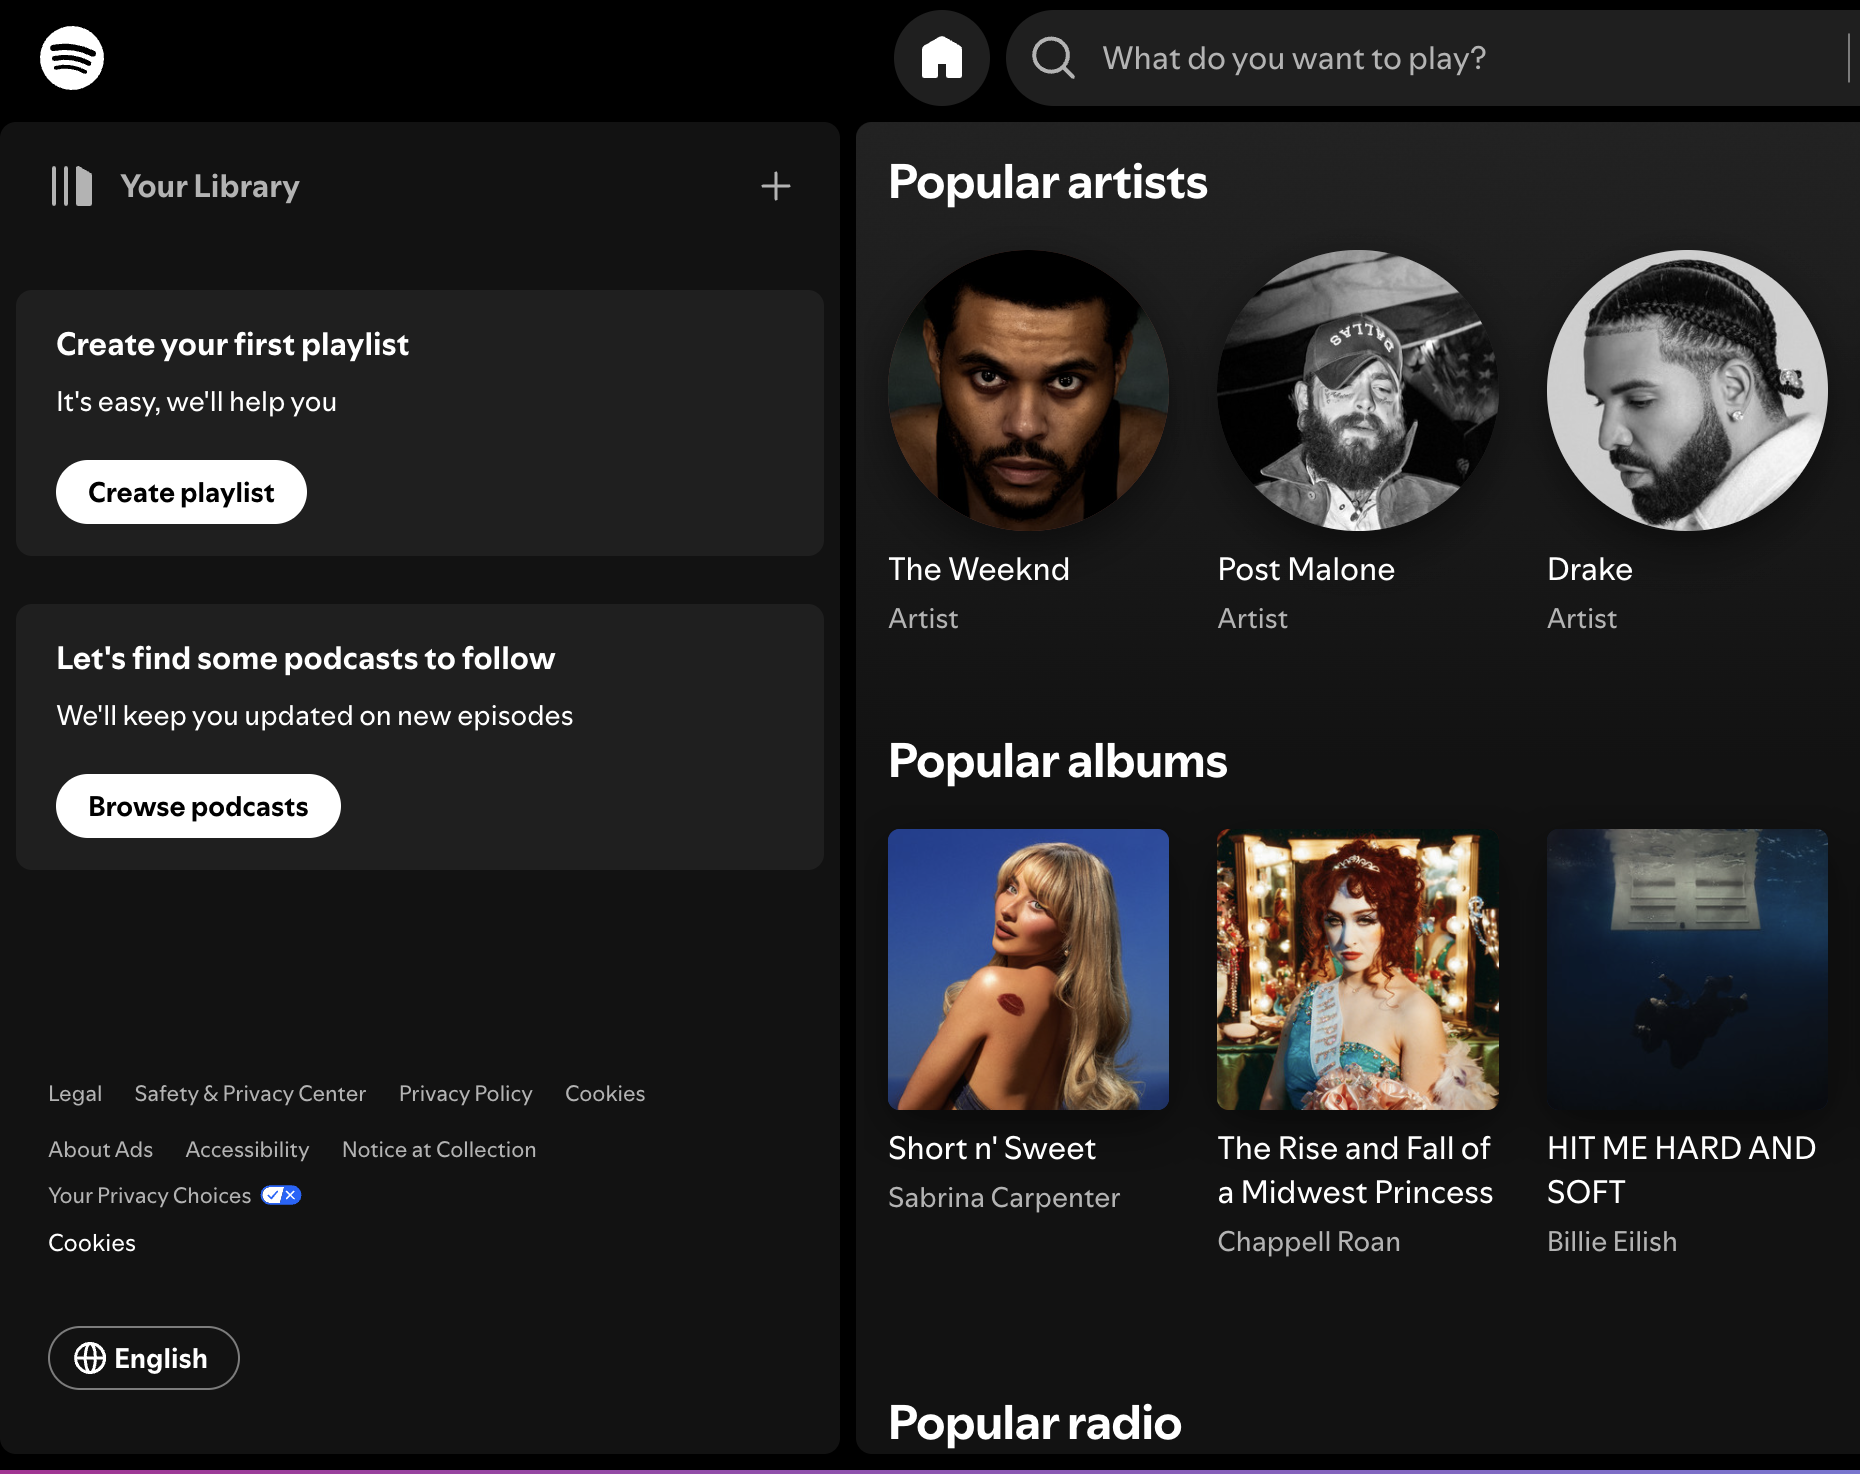 What do you want to play?
Your Library
Create your first playlist
It's easy, we'll help you
Create playlist
Let's find some podcasts to follow
We'll keep you updated on new episodes
Browse podcasts
Legal Safety & Privacy Center Privacy Policy Cookies
About Ads Accessibility Notice at Collection
Your Privacy Choices
Cookies
English
Popular artists
DALLAS
The Weeknd
Artist
Post Malone
Artist
Drake
Artist
Popular albums
Short n' Sweet
Sabrina Carpenter
The Rise and Fall of
a Midwest Princess
Chappell Roan
HIT ME HARD AND
SOFT
Billie Eilish
Popular radio